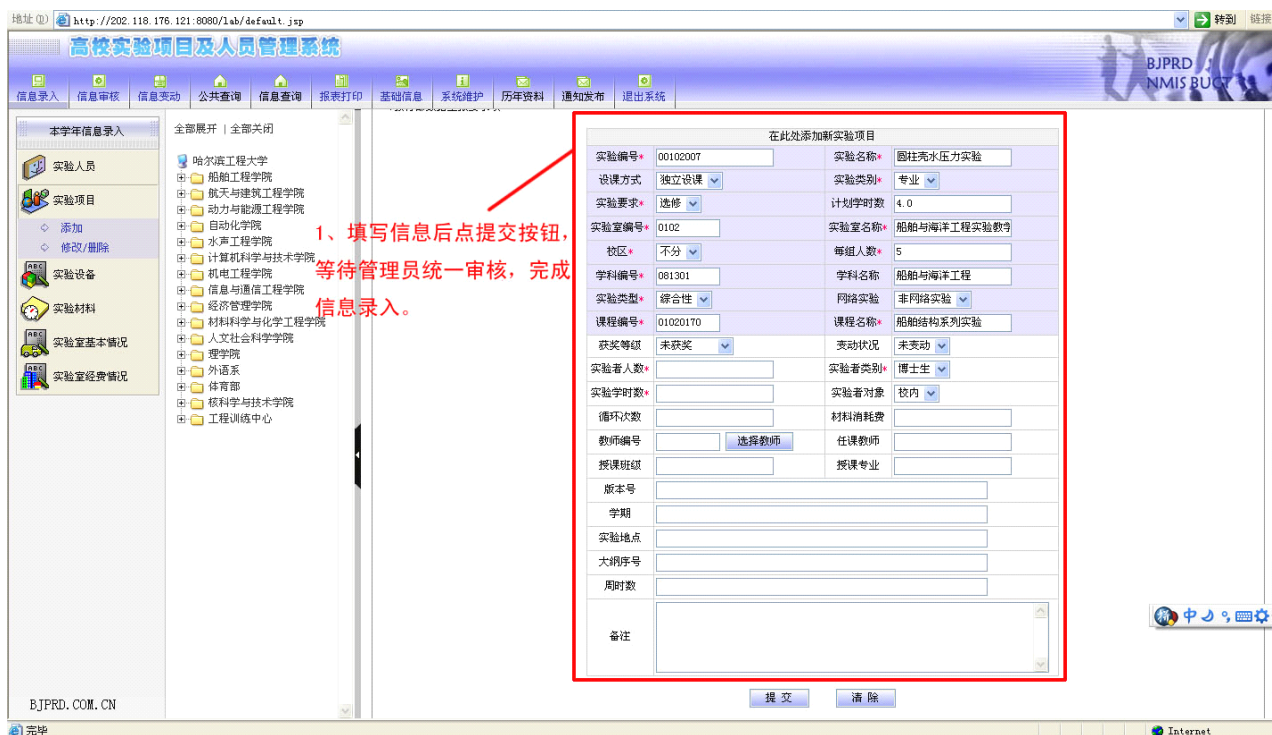 地址(D) http://202.118.176.121:8080/lab/default.jsp 转到 链接
高校实验项目及人员管理系统
BJPRD
NMIS BUCT
信息录入 信息审核 信息变动 公共查询 信息查询 报表打印 基础信息 系统维护 历年资料 通知发布 退出系统
本学年信息录入
实验人员
实验项目
添加
修改/删除
实验设备
实验材料
实验室基本情况
实验室经费情况
BJPRD.COM.CN
全部展开 | 全部关闭
哈尔滨工程大学
船舶工程学院
航天与建筑工程学院
动力与能源工程学院
自动化学院
水声工程学院
计算机科学与技术学院
机电工程学院
信息与通信工程学院
经济管理学院
材料科学与化学工程学院
人文社会科学学院
理学院
外语系
体育部
核科学与技术学院
工程训练中心
1、填写信息后点提交按钮，
等待管理员统一审核，完成
信息录入。
在此处添加新实验项目
实验编号* 00102007 实验名称* 圆柱壳水压力实验
设课方式 独立设课 实验类别* 专业
实验要求* 选修 计划学时数 4.0
实验室编号* 0102 实验室名称* 船舶与海洋工程实验教学
校区* 不分 每组人数* 5
学科编号* 081301 学科名称 船舶与海洋工程
实验类型* 综合性 网络实验 非网络实验
课程编号* 01020170 课程名称* 船舶结构系列实验
获奖等级 未获奖 变动状况 未变动
实验者人数* 实验者类别* 博士生
实验学时数* 实验者对象 校内
循环次数 材料消耗费
教师编号 选择教师 任课教师
授课班级 授课专业
版本号
学期
实验地点
大纲序号
周时数
备注
提 交 清 除
中
完毕 Internet